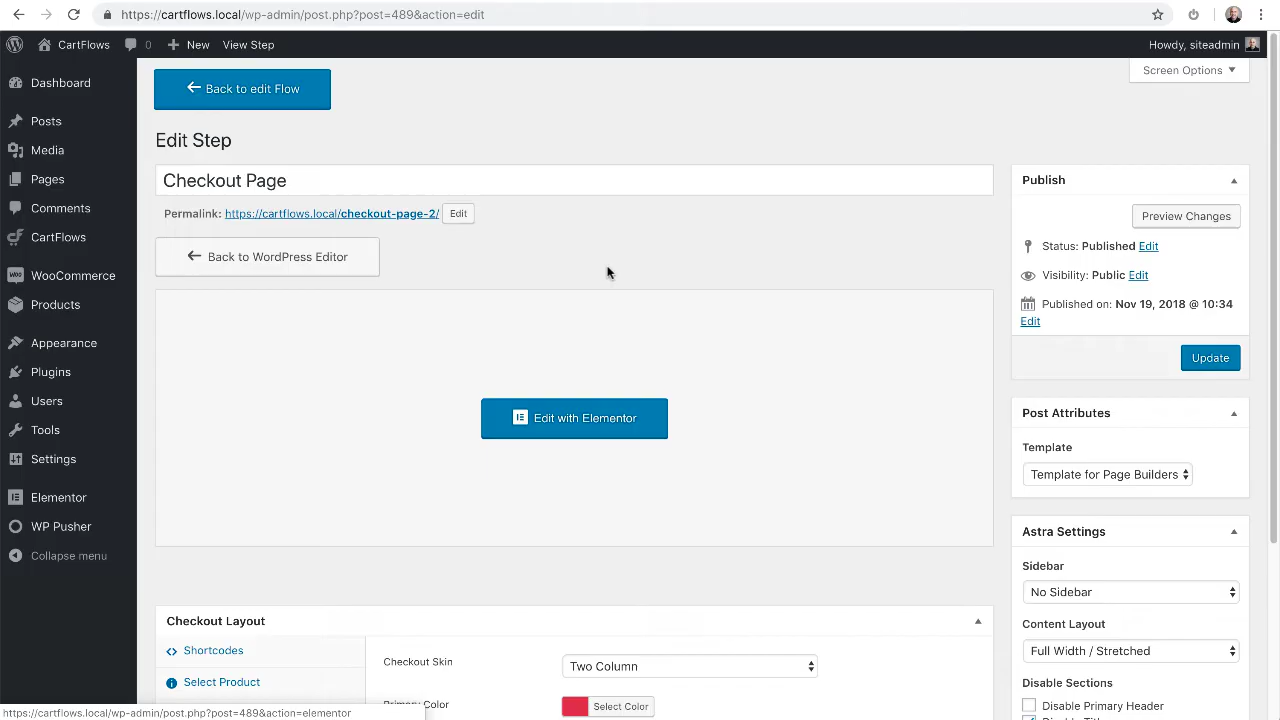 https://cartflows.local/wp-admin/post.php?post=489&action=edit
CartFlows
0
New
View Step
Howdy, siteadmin
Screen Options
Dashboard
Posts
Media
Pages
Comments
CartFlows
WooCommerce
Products
Appearance
Plugins
Users
Tools
Settings
Elementor
WP Pusher
Collapse menu
Back to edit Flow
Edit Step
Checkout Page
Permalink: https://cartflows.local/checkout-page-2/ Edit
Back to WordPress Editor
Edit with Elementor
Checkout Layout
Shortcodes
Select Product
Checkout Skin
Two Column
Primary Color
Select Color
Publish
Preview Changes
Status: Published Edit
Visibility: Public Edit
Published on: Nov 19, 2018 @ 10:34
Edit
Update
Post Attributes
Template
Template for Page Builders
Astra Settings
Sidebar
No Sidebar
Content Layout
Full Width / Stretched
Disable Sections
Disable Primary Header
Disable Title
https://cartflows.local/wp-admin/post.php?post=489&action=elementor